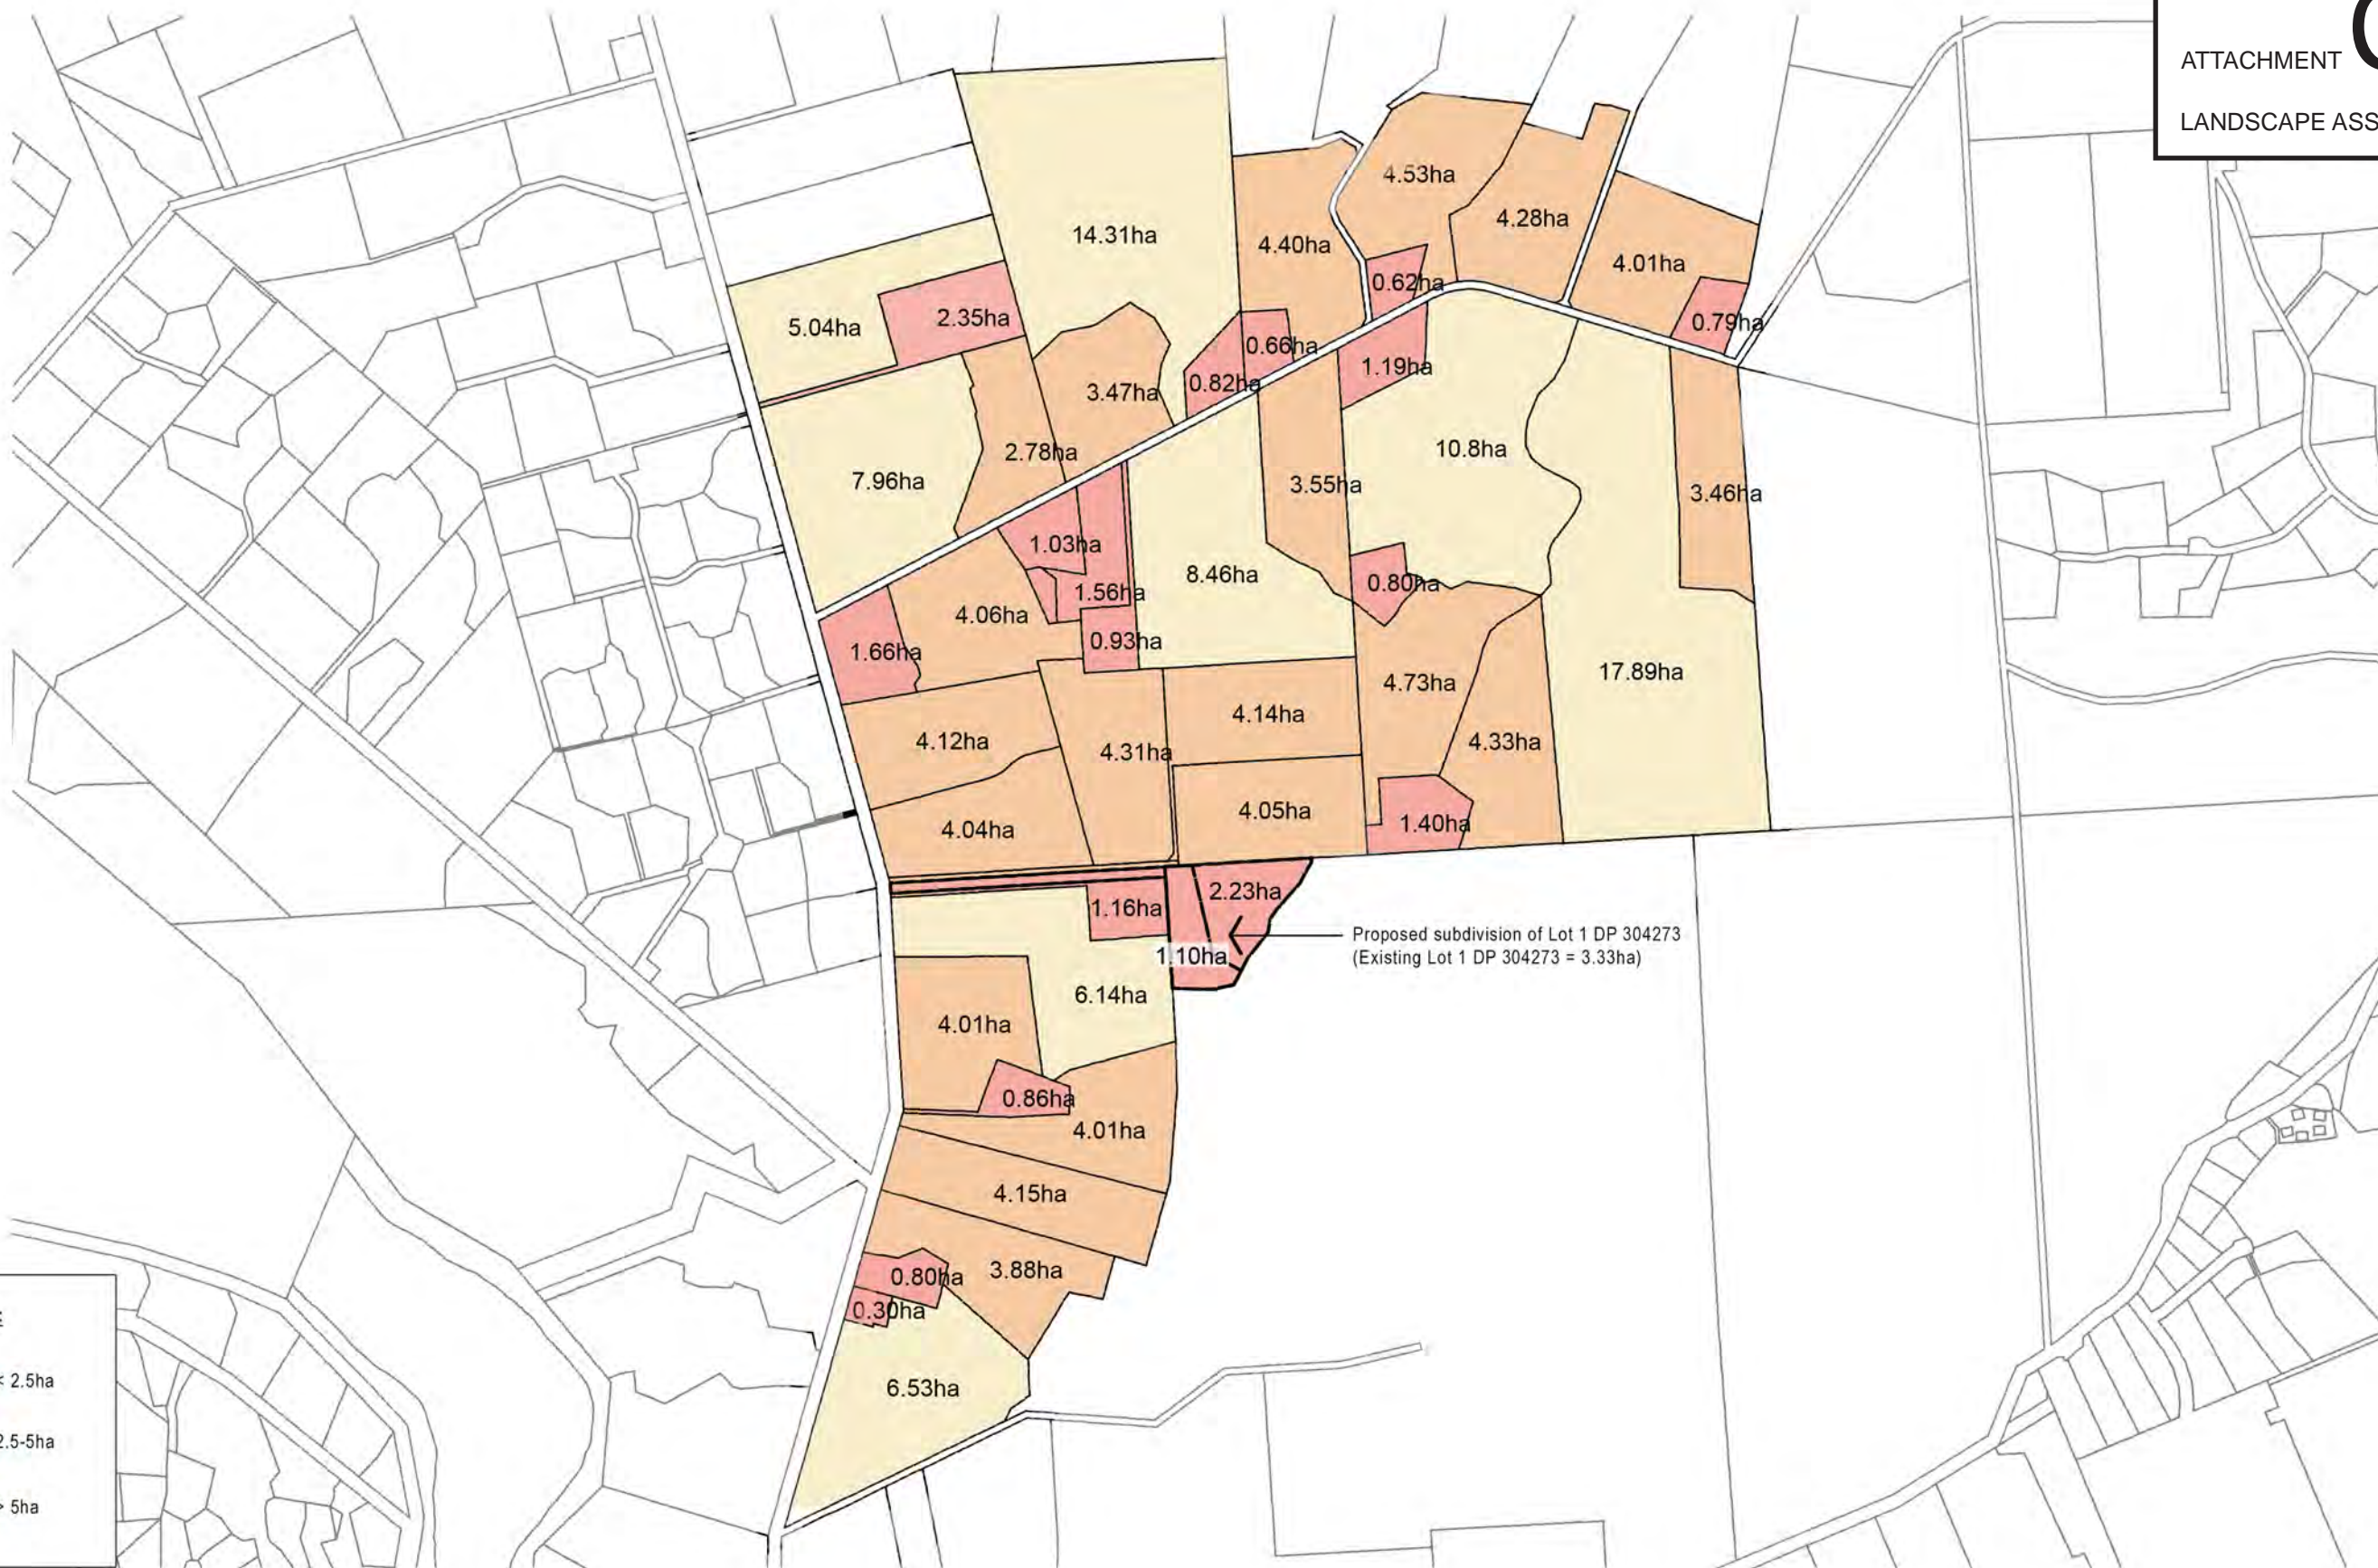 ATTACHMENT
LANDSCAPE ASS
14.31ha
4.53ha
4.28ha
4.40ha
4.01ha
0.62ha
5.04ha
2.35ha
0.79ha
0.66ha
1.19ha
0.82ha
3.47ha
2.78ha
10.8ha
7.96ha
3.55ha
3.46ha
1.03ha
8.46ha
0.80ha
1.56ha
4.06ha
0.93ha
1.66ha
17.89ha
4.73ha
4.14ha
4.12ha
4.31ha
4.33ha
4.05ha
4.04ha
1.40ha
2.23ha
1.16ha
Proposed subdivision of Lot 1 DP 304273
(Existing Lot 1 DP 304273 = 3.33ha)
1.10ha
6.14ha
4.01ha
0.86ha
4.01ha
4.15ha
3.88ha
0.80ha
0.30ha
6.53ha
< 2.5ha
2.5-5ha
> 5ha